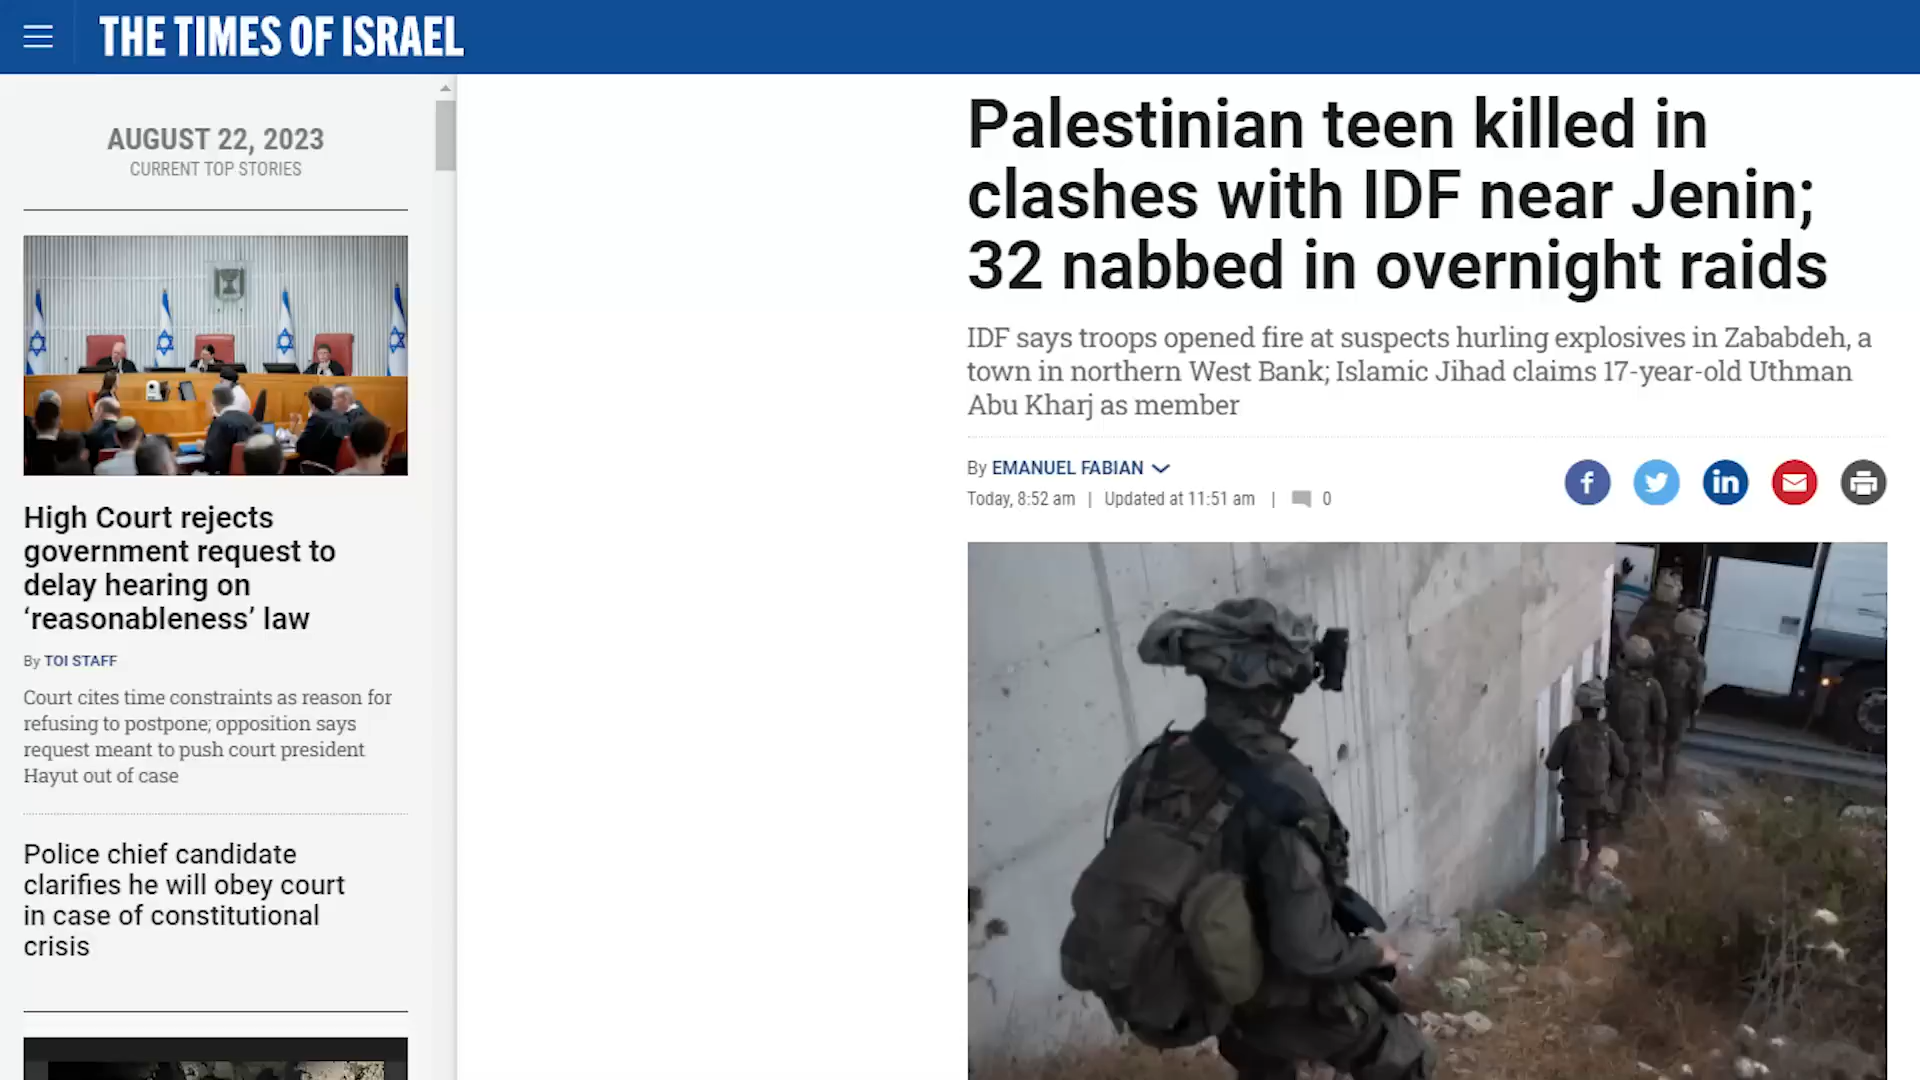 THE TIMES OF ISRAEL
AUGUST 22, 2023
CURRENT TOP STORIES
High Court rejects
government request to
delay hearing on
‘reasonableness’ law
By TOI STAFF
Court cites time constraints as reason for
refusing to postpone; opposition says
request meant to push court president
Hayut out of case
Police chief candidate
clarifies he will obey court
in case of constitutional
crisis
Palestinian teen killed in
clashes with IDF near Jenin;
32 nabbed in overnight raids
IDF says troops opened fire at suspects hurling explosives in Zababdeh, a
town in northern West Bank; Islamic Jihad claims 17-year-old Uthman
Abu Kharj as member
By EMANUEL FABIAN
Today, 8:52 am | Updated at 11:51 am | 0